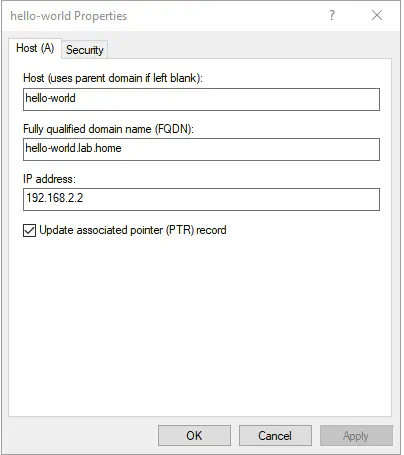 hello-world Properties
?
Host (A)
Security
Host (uses parent domain if left blank):
hello-world
Fully qualified domain name (FQDN):
hello-world.lab.home
IP address:
192.168.2.2
Update associated pointer (PTR) record
OK
Cancel
Apply